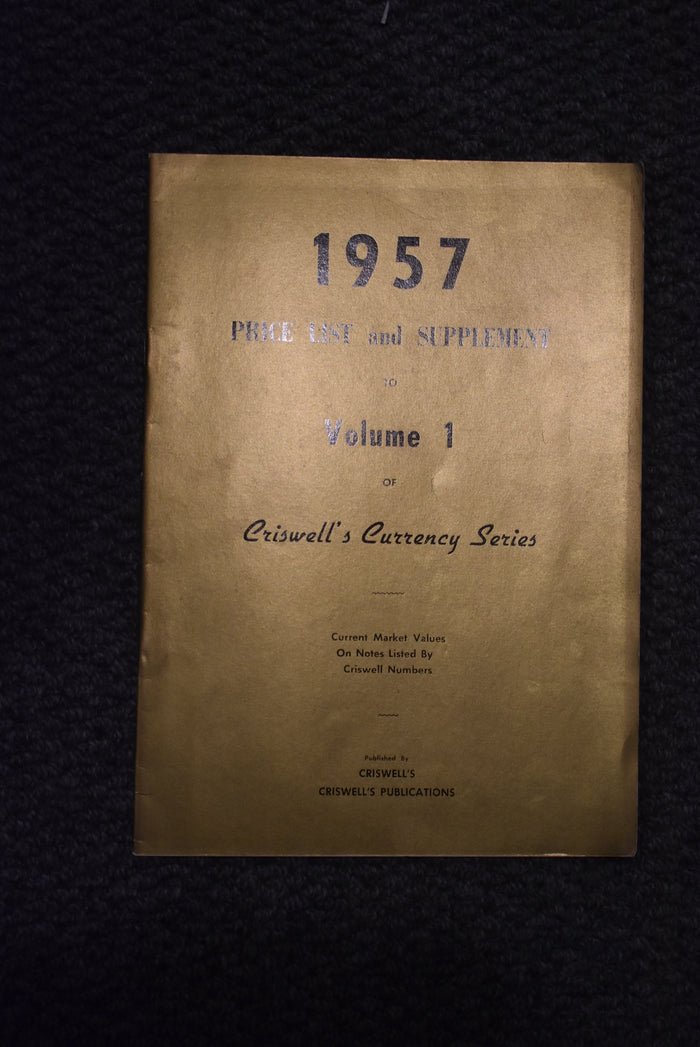 1957
PRICE LIST and SUPPLEMENT
TO
Volume 1
OF
Criswell's Currency Series
Current Market Values
On Notes Listed By
Criswell Numbers
Published By
CRISWELL'S
CRISWELL'S PUBLICATIONS